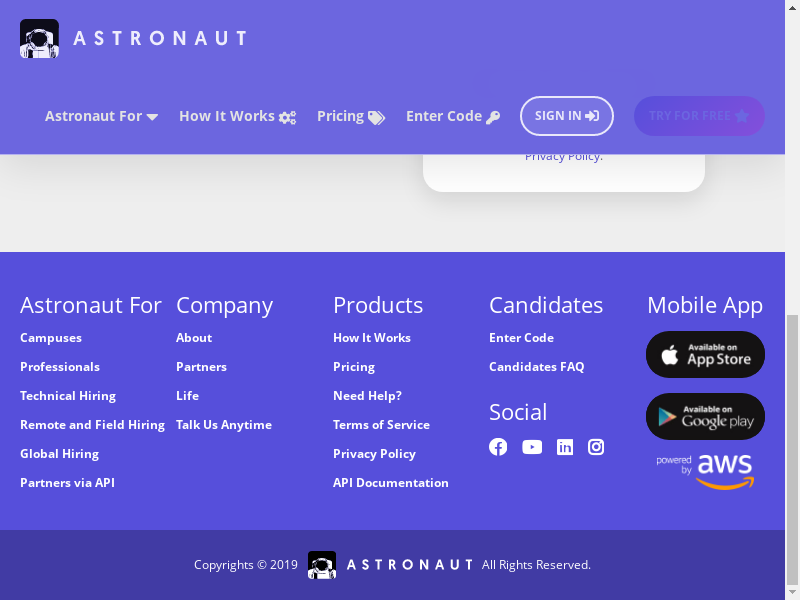 ASTRONAUT
Astronaut For
How It Works
Pricing
Enter Code
SIGN IN
TRY FOR FREE
Privacy Policy.
Astronaut For
Campuses
Professionals
Technical Hiring
Remote and Field Hiring
Global Hiring
Partners via API
Company
About
Partners
Life
Talk Us Anytime
Products
How It Works
Pricing
Need Help?
Terms of Service
Privacy Policy
API Documentation
Candidates
Enter Code
Candidates FAQ
Social
Mobile App
Available on
App Store
Available on
Google play
powered
by
aws
Copyrights © 2019 ASTRONAUT All Rights Reserved.